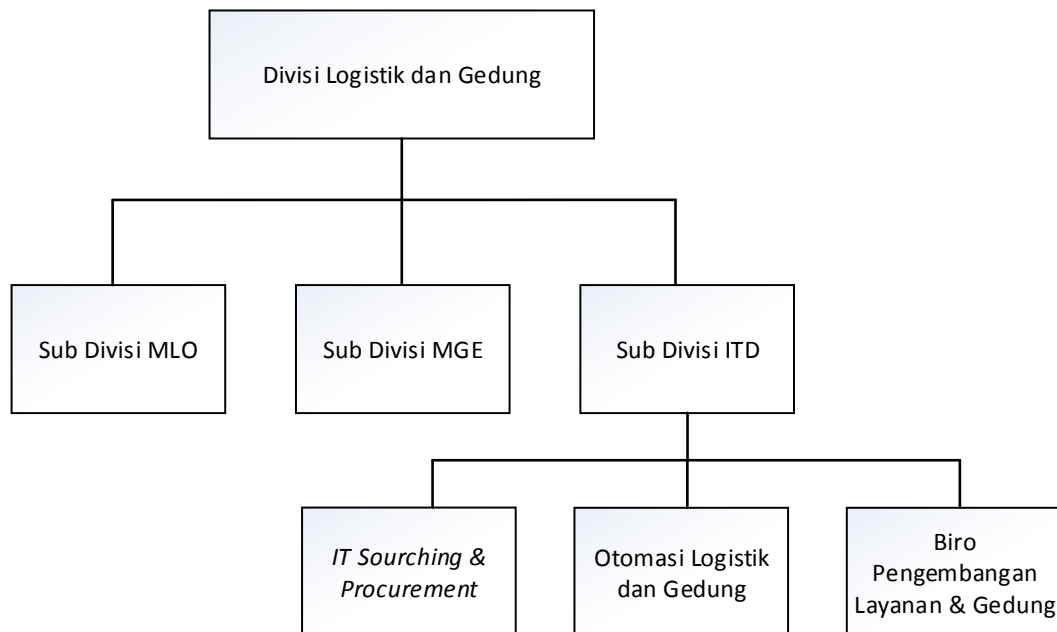 Divisi Logistik dan Gedung
Sub Divisi MLO
Sub Divisi MGE
Sub Divisi ITD
IT Sourching &
Procurement
Otomasi Logistik
dan Gedung
Biro
Pengembangan
Layanan & Gedung